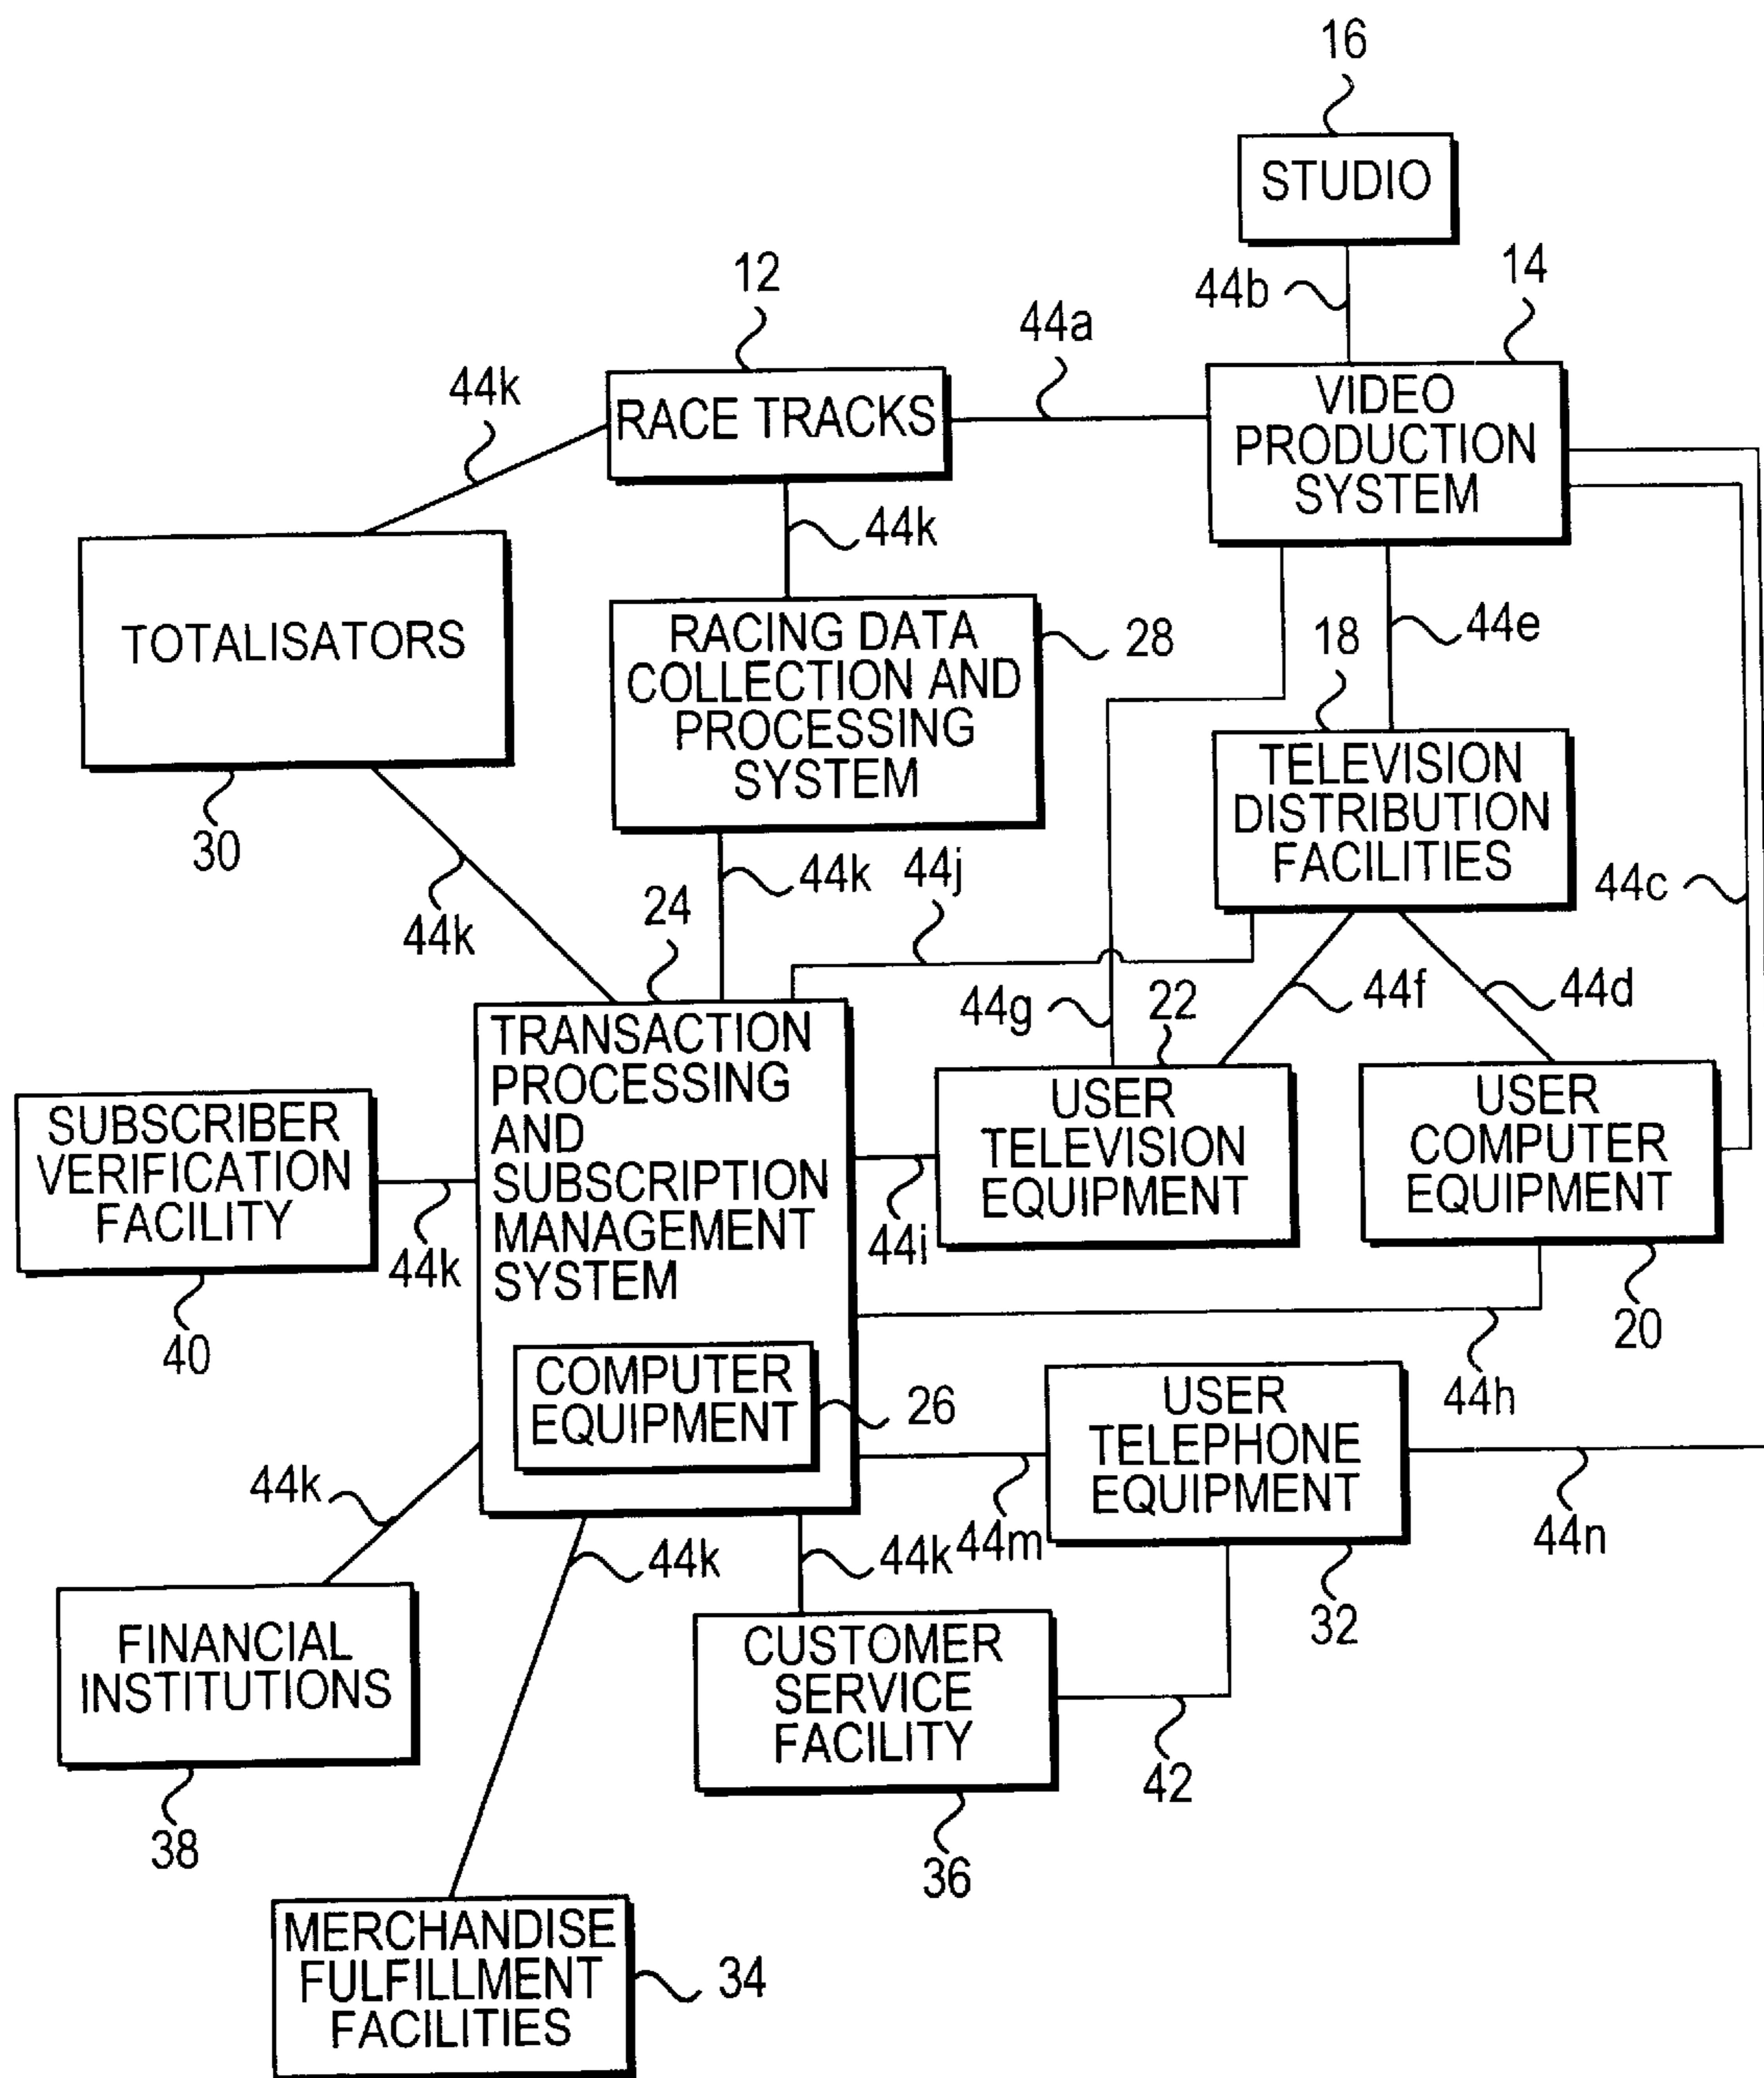 16
STUDIO
12
44a
44b
14
44k
RACE TRACKS
VIDEO
PRODUCTION
SYSTEM
44k
TOTALISATORS
RACING DATA
COLLECTION AND
PROCESSING
SYSTEM
28
18
44e
30
TELEVISION
DISTRIBUTION
FACILITIES
44k
24
44k
44j
44c
44g
22
44f
44d
TRANSACTION
PROCESSING
AND
SUBSCRIPTION
MANAGEMENT
SYSTEM
SUBSCRIBER
VERIFICATION
FACILITY
44k
40
USER
TELEVISION
EQUIPMENT
44i
USER
COMPUTER
EQUIPMENT
20
44h
COMPUTER
EQUIPMENT
26
USER
TELEPHONE
EQUIPMENT
44k
44k
44k
44m
44n
32
FINANCIAL
INSTITUTIONS
38
CUSTOMER
SERVICE
FACILITY
42
36
MERCHANDISE
FULFILLMENT
FACILITIES
34